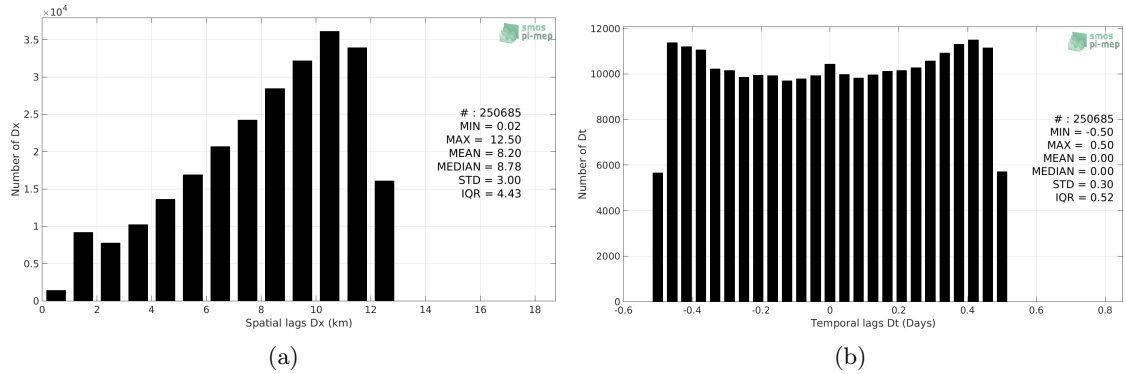 ×10⁴
3.5
3
2.5
2
1.5
1
0.5
0
Number of Dx
smos
pi-mep
# : 250685
MIN = 0.02
MAX = 12.50
MEAN = 8.20
MEDIAN = 8.78
STD = 3.00
IQR = 4.43
0 2 4 6 8 10 12 14 16 18
Spatial lags Dx (km)
(a)
12000
10000
8000
6000
4000
2000
0
Number of Dt
smos
pi-mep
# : 250685
MIN = -0.50
MAX = 0.50
MEAN = 0.00
MEDIAN = 0.00
STD = 0.30
IQR = 0.52
-0.6 -0.4 -0.2 0 0.2 0.4 0.6 0.8
Temporal lags Dt (Days)
(b)